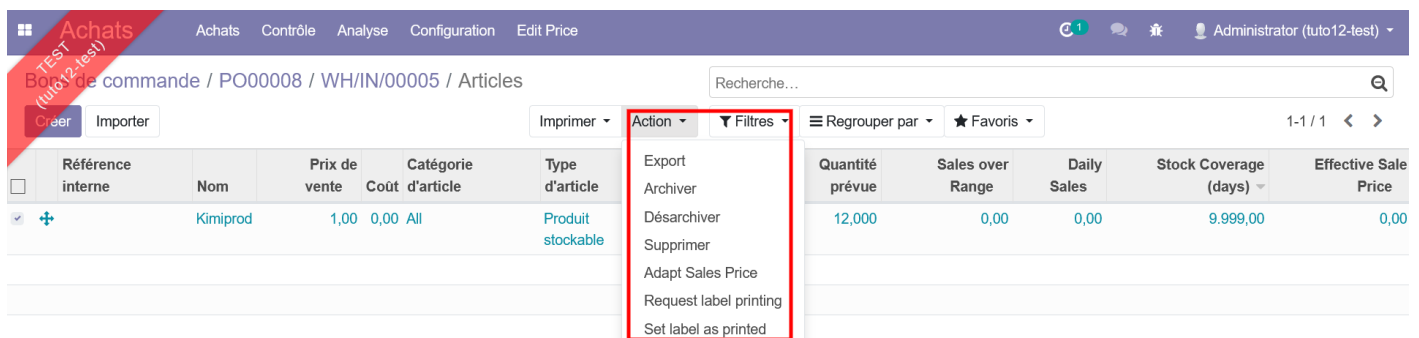 Achats
Achats Contrôle Analyse Configuration Edit Price
1
Administrator (tuto12-test)
TEST
(tuto12-test)
Bons de commande / PO00008 / WH/IN/00005 / Articles
Recherche...
Créer Importer
Imprimer Action Filtres Regrouper par Favoris
1-1 / 1
Référence interne Nom Prix de vente Coût Catégorie d'article Type d'article Quantité prévue Sales over Range Daily Sales Stock Coverage (days) Effective Sale Price
Kimiprod 1,00 0,00 All Produit stockable 12,000 0,00 0,00 9.999,00 0,00
Export
Archiver
Désarchiver
Supprimer
Adapt Sales Price
Request label printing
Set label as printed